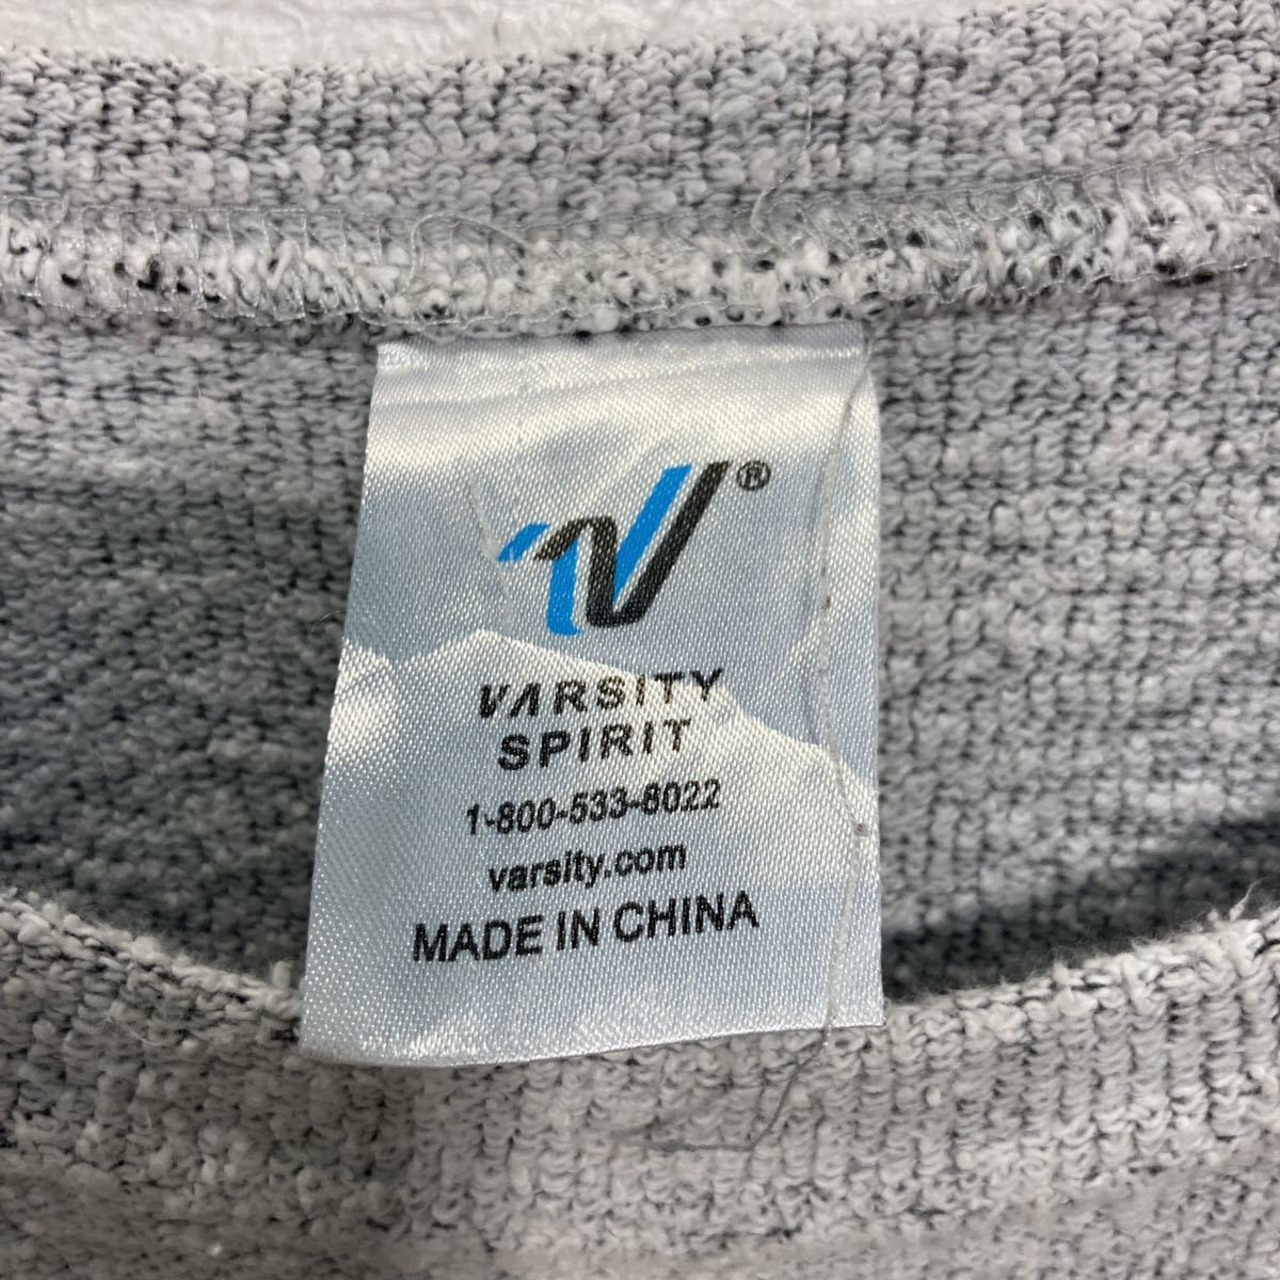 ®
VARSITY
SPIRIT
1-800-533-8022
varsity.com
MADE IN CHINA